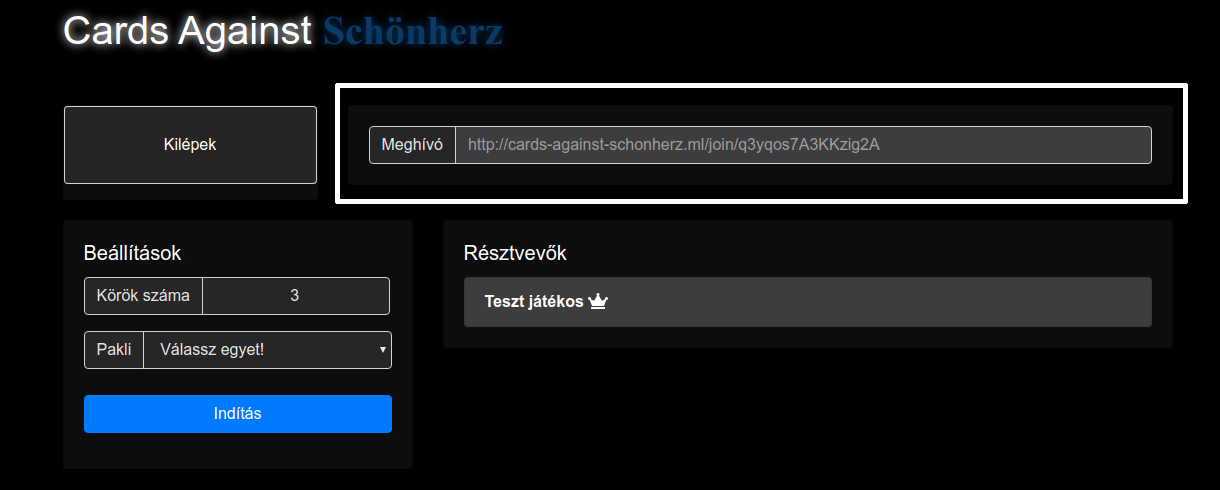 Cards Against Schönherz
Kilépek
Meghívó http://cards-against-schonherz.ml/join/q3yqos7A3KKzig2A
Beállítások
Körök száma 3
Pakli Válassz egyet!
Indítás
Résztvevők
Teszt játékos